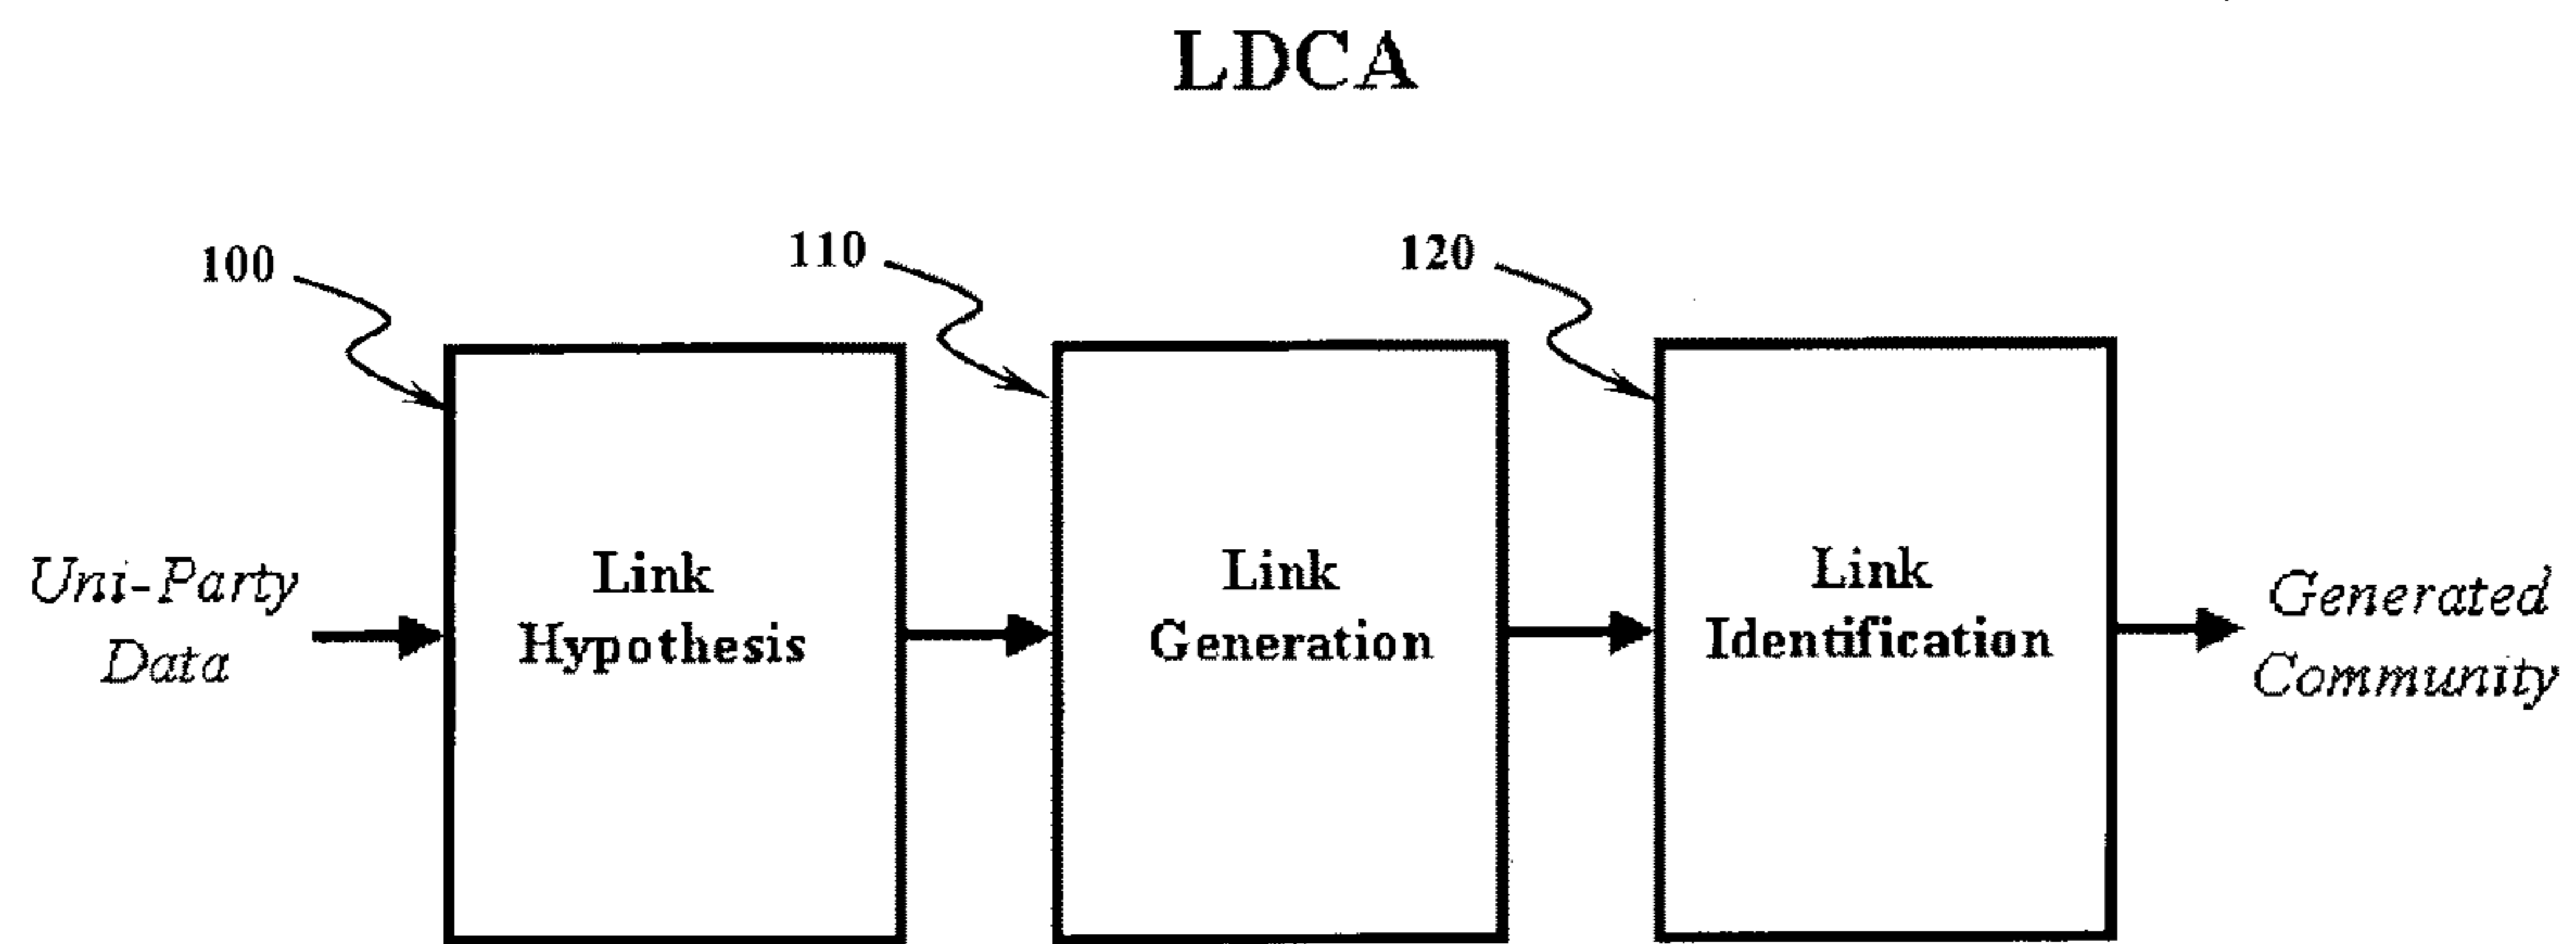 LDCA
100
110
120
Uni-Party
Data
Link
Hypothesis
Link
Generation
Link
Identification
Generated
Community